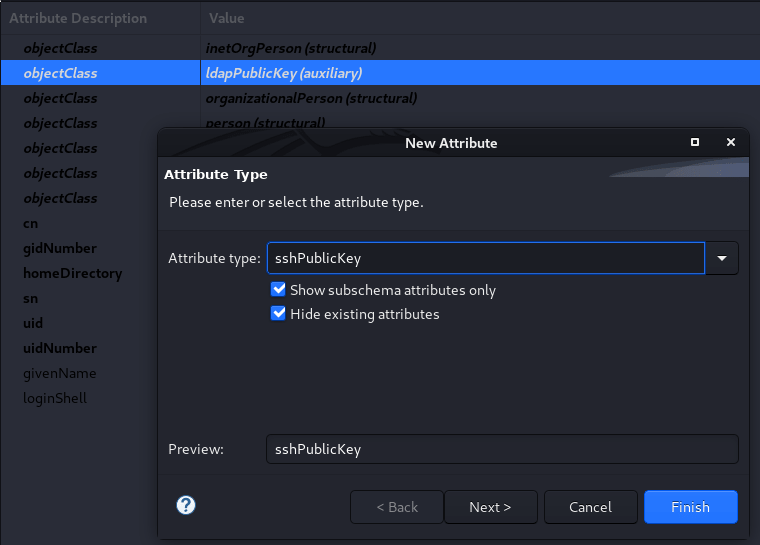 Attribute Description Value
objectClass inetOrgPerson (structural)
objectClass ldapPublicKey (auxiliary)
objectClass organizationalPerson (structural)
objectClass person (structural)
objectClass
objectClass
objectClass
cn
gidNumber
homeDirectory
sn
uid
uidNumber
givenName
loginShell
New Attribute
Attribute Type
Please enter or select the attribute type.
Attribute type: sshPublicKey
Show subschema attributes only
Hide existing attributes
Preview: sshPublicKey
< Back Next > Cancel Finish